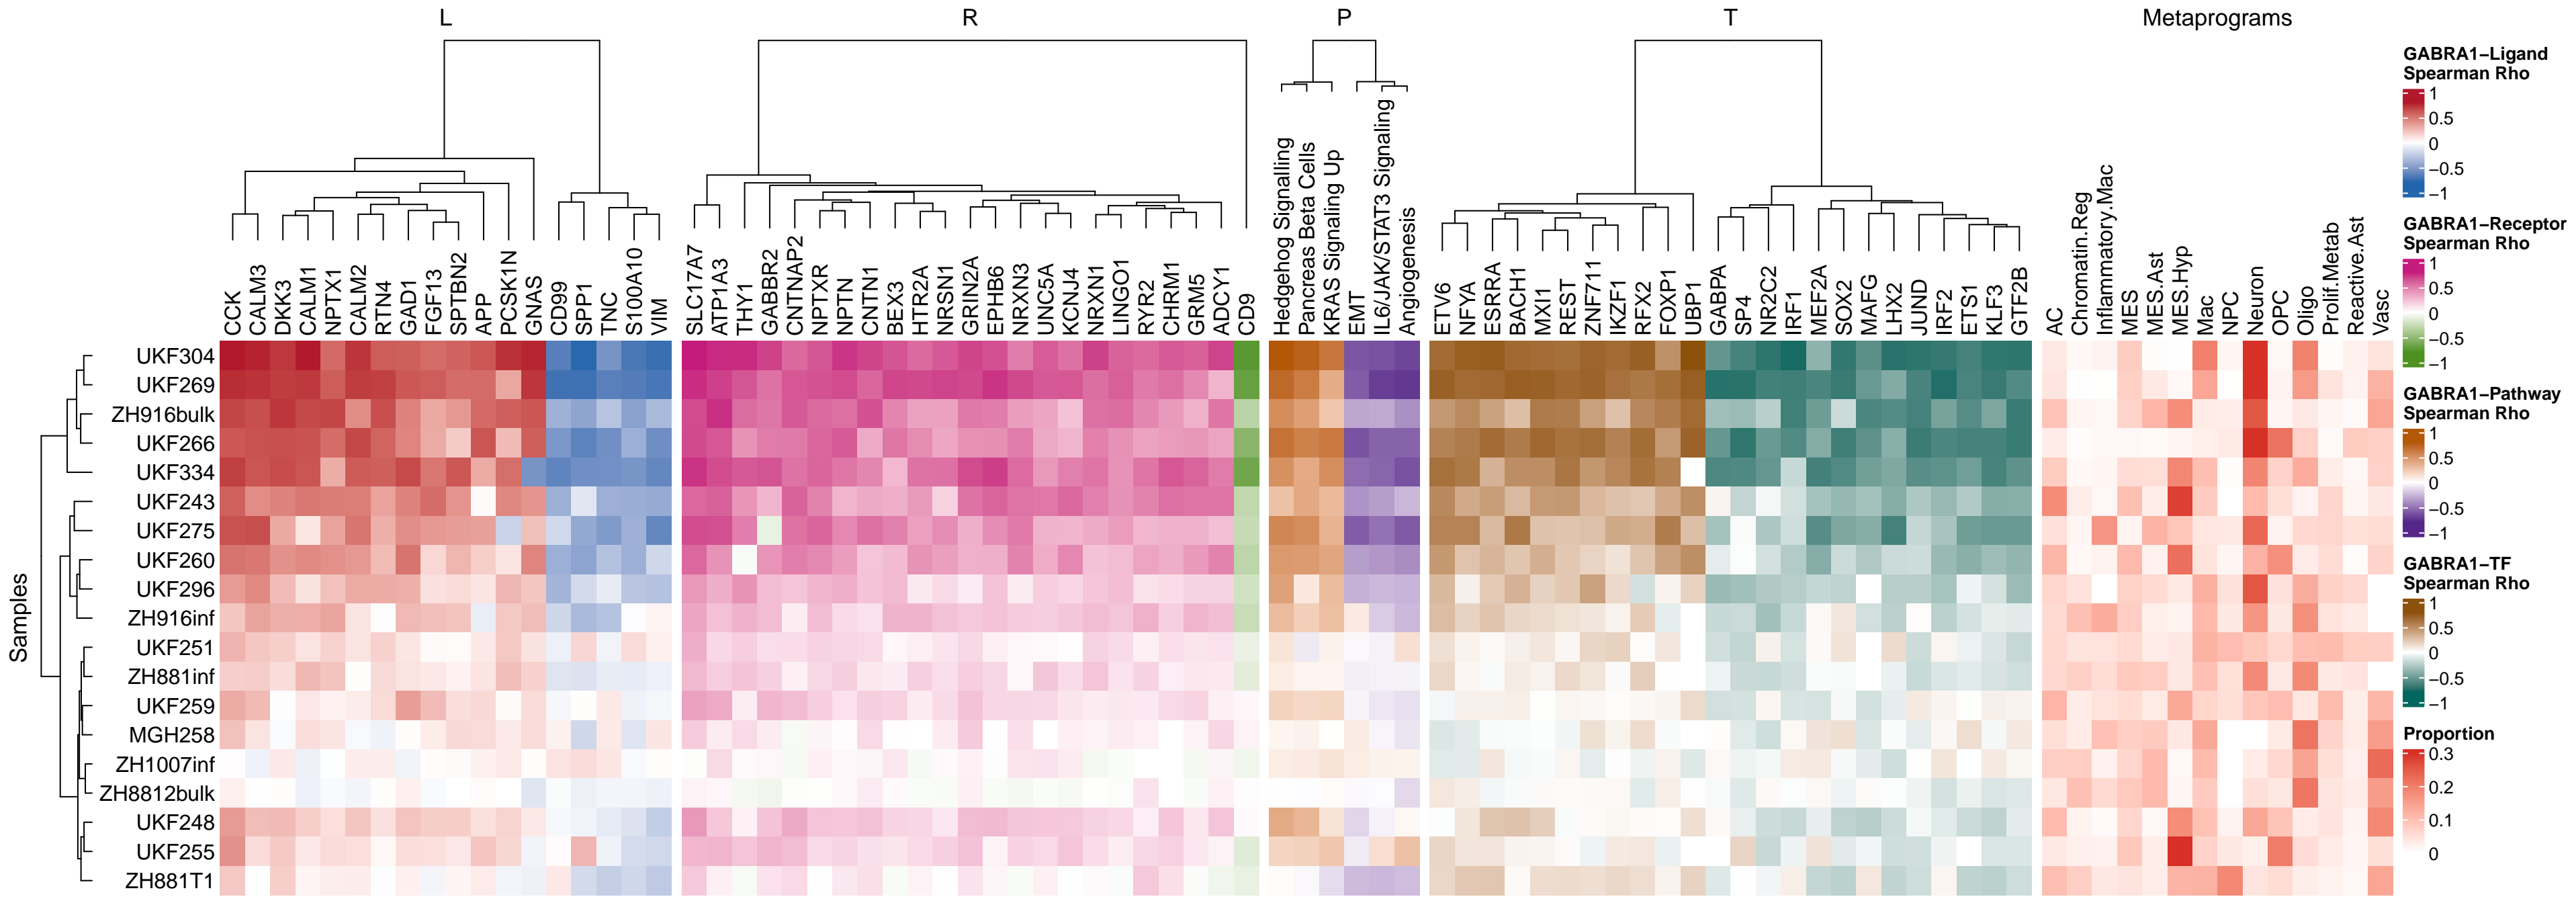 L
R
P
T
Metaprograms
CCK
CALM3
DKK3
CALM1
NPTX1
CALM2
RTN4
GAD1
FGF13
SPTBN2
APP
PCSK1N
GNAS
CD99
SPP1
TNC
S100A10
VIM
SLC17A7
ATP1A3
THY1
GABBR2
CNTNAP2
NPTXR
NPTN
CNTN1
BEX3
HTR2A
NRSN1
GRIN2A
EPHB6
NRXN3
UNC5A
KCNJ4
NRXN1
LINGO1
RYR2
CHRM1
GRM5
ADCY1
CD9
Hedgehog Signalling
Pancreas Beta Cells
KRAS Signaling Up
EMT
IL6/JAK/STAT3 Signaling
Angiogenesis
ETV6
NFYA
ESRRA
BACH1
MXI1
REST
ZNF711
IKZF1
RFX2
FOXP1
UBP1
GABPA
SP4
NR2C2
IRF1
MEF2A
SOX2
MAFG
LHX2
JUND
IRF2
ETS1
KLF3
GTF2B
AC
Chromatin.Reg
Inflammatory.Mac
MES
MES.Ast
MES.Hyp
Mac
NPC
Neuron
OPC
Oligo
Prolif.Metab
Reactive.Ast
Vasc
Samples
UKF304
UKF269
ZH916bulk
UKF266
UKF334
UKF243
UKF275
UKF260
UKF296
ZH916inf
UKF251
ZH881inf
UKF259
MGH258
ZH1007inf
ZH8812bulk
UKF248
UKF255
ZH881T1
GABRA1−Ligand
Spearman Rho
1
0.5
0
−0.5
−1
GABRA1−Receptor
Spearman Rho
1
0.5
0
−0.5
−1
GABRA1−Pathway
Spearman Rho
1
0.5
0
−0.5
−1
GABRA1−TF
Spearman Rho
1
0.5
0
−0.5
−1
Proportion
0.3
0.2
0.1
0